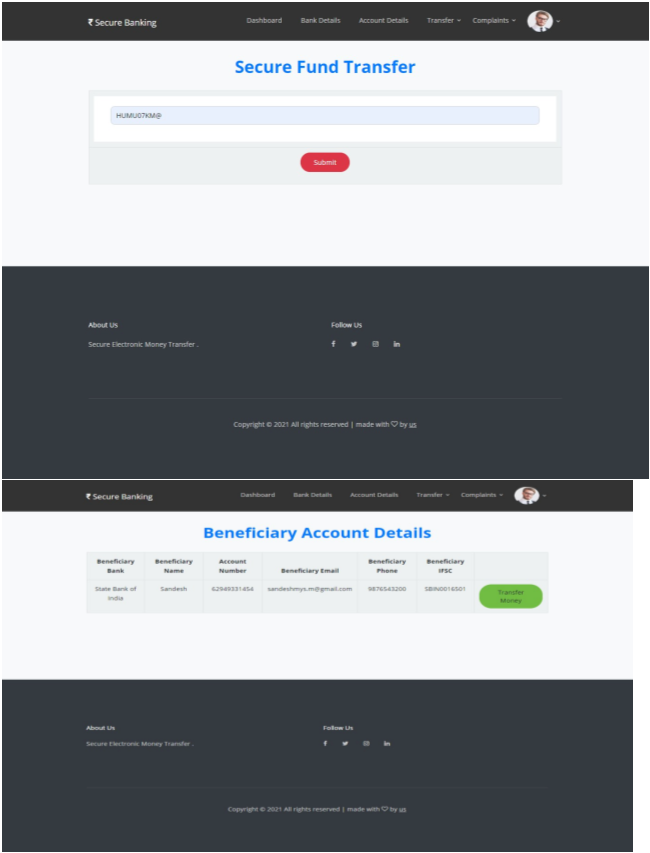 ₹ Secure Banking Dashboard Bank Details Account Details Transfer Complaints
Secure Fund Transfer
HUMU07KM@
Submit
About Us Follow Us
Secure Electronic Money Transfer .
Copyright © 2021 All rights reserved | made with ♡ by us
₹ Secure Banking Dashboard Bank Details Account Details Transfer Complaints
Beneficiary Account Details
Beneficiary Bank Beneficiary Name Account Number Beneficiary Email Beneficiary Phone Beneficiary IFSC
State Bank of India Sandesh 62949331454 sandeshmys.m@gmail.com 9876543200 SBIN0016501 Transfer Money
About Us Follow Us
Secure Electronic Money Transfer .
Copyright © 2021 All rights reserved | made with ♡ by us